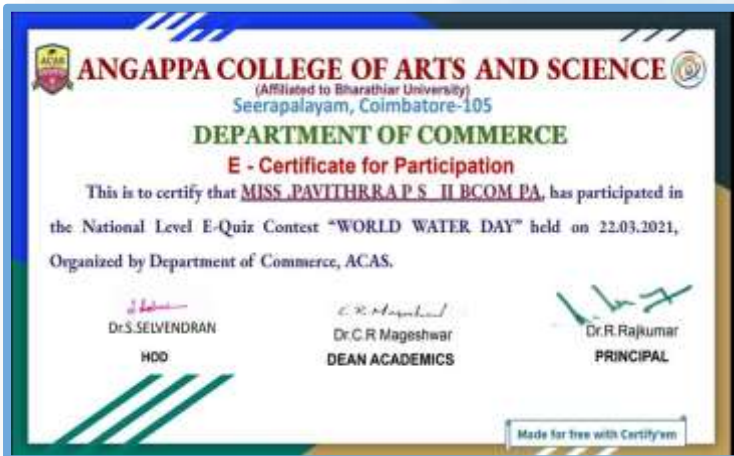 ACAS
ANGAPPA COLLEGE OF ARTS AND SCIENCE
(Affiliated to Bharathiar University)
Seerapalayam, Coimbatore-105
DEPARTMENT OF COMMERCE
E - Certificate for Participation
This is to certify that MISS .PAVITHRRA P S II BCOM PA, has participated in
the National Level E-Quiz Contest “WORLD WATER DAY” held on 22.03.2021,
Organized by Department of Commerce, ACAS.
C.R. Mageshwar
Dr.S.SELVENDRAN
Dr.C.R Mageshwar
Dr.R.Rajkumar
HOD
DEAN ACADEMICS
PRINCIPAL
Made for free with Certify'em